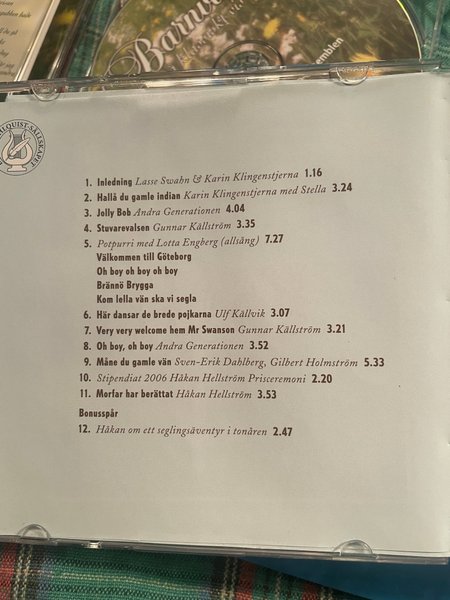 Barnv
emblen
LQUIST-SÄLLSKAPET
1. Inledning Lasse Swahn & Karin Klingenstjerna 1.16
2. Hallå du gamle indian Karin Klingenstjerna med Stella 3.24
3. Jolly Bob Andra Generationen 4.04
4. Stuvarevalsen Gunnar Källström 3.35
5. Potpurri med Lotta Engberg (allsång) 7.27
Välkommen till Göteborg
Oh boy oh boy oh boy
Brännö Brygga
Kom lella vän ska vi segla
6. Här dansar de brede pojkarna Ulf Källvik 3.07
7. Very very welcome hem Mr Swanson Gunnar Källström 3.21
8. Oh boy, oh boy Andra Generationen 3.52
9. Måne du gamle vän Sven-Erik Dahlberg, Gilbert Holmström 5.33
10. Stipendiat 2006 Håkan Hellström Prisceremoni 2.20
11. Morfar har berättat Håkan Hellström 3.53
Bonusspår
12. Håkan om ett seglingsäventyr i tonåren 2.47